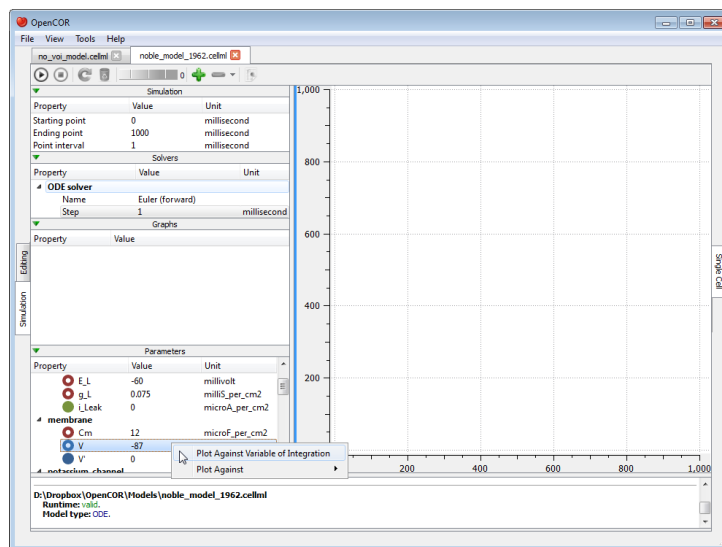 OpenCOR
File View Tools Help
no_voi_model.cellml noble_model_1962.cellml
0
Simulation
Property Value Unit
Starting point 0 millisecond
Ending point 1000 millisecond
Point interval 1 millisecond
Solvers
Property Value Unit
ODE solver
Name Euler (forward)
Step 1 millisecond
Graphs
Property Value
Editing
Simulation
Parameters
Property Value Unit
E_L -60 millivolt
g_L 0.075 milliS_per_cm2
i_Leak 0 microA_per_cm2
membrane
Cm 12 microF_per_cm2
V -87
V' 0
potassium_channel
Plot Against Variable of Integration
Plot Against
1,000
800
600
400
200
200 400 600 800 1,000
Single Cell
D:\Dropbox\OpenCOR\Models\noble_model_1962.cellml
Runtime: valid.
Model type: ODE.